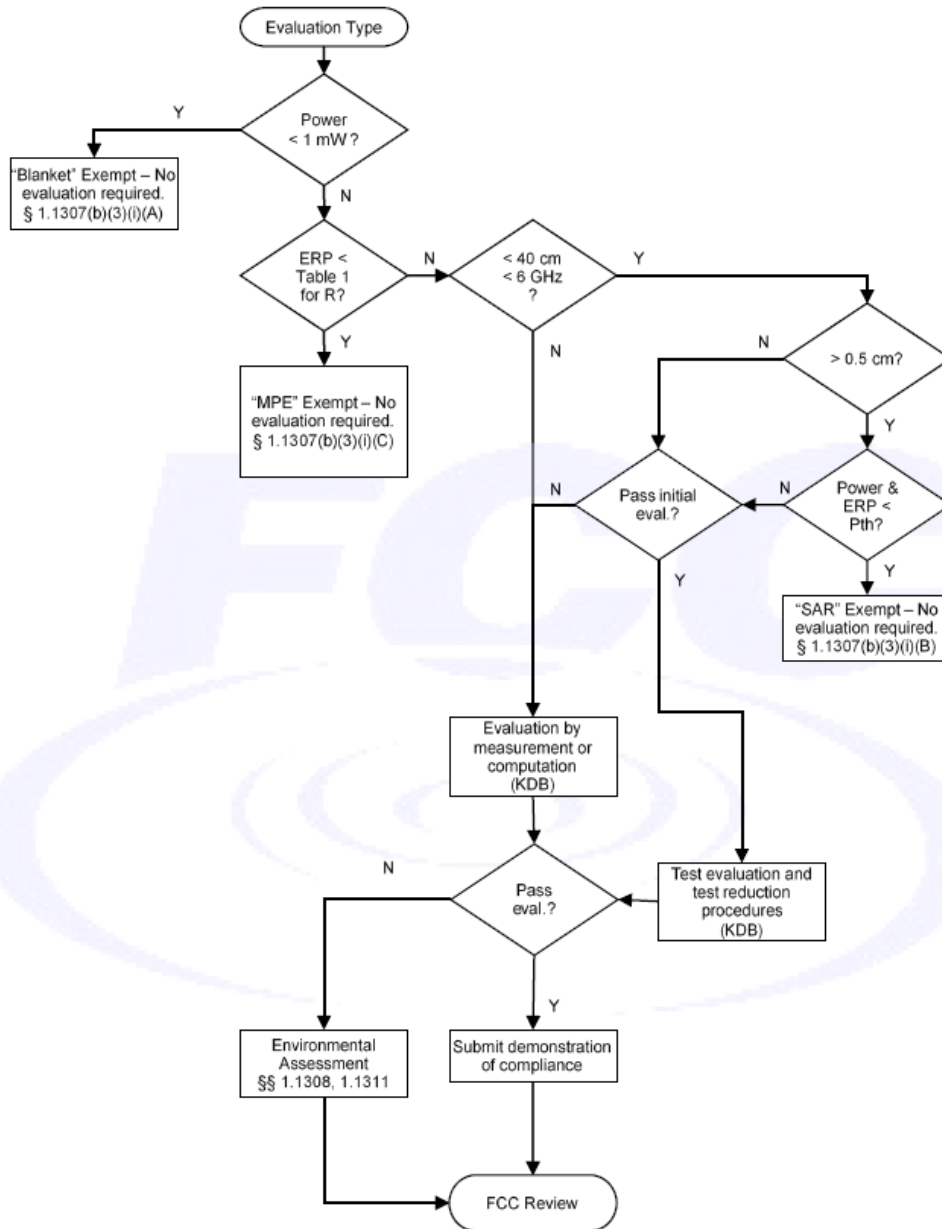 Evaluation Type
Y
Power
< 1 mW?
"Blanket" Exempt – No
evaluation required.
§ 1.1307(b)(3)(i)(A)
N
ERP <
Table 1
for R?
N
< 40 cm
< 6 GHz
?
Y
Y
N
N
> 0.5 cm?
"MPE" Exempt – No
evaluation required.
§ 1.1307(b)(3)(i)(C)
Y
N
Pass initial
eval.?
N
Power &
ERP <
Pth?
Y
Y
"SAR" Exempt – No
evaluation required.
§ 1.1307(b)(3)(i)(B)
FCC
Evaluation by
measurement or
computation
(KDB)
N
Pass
eval.?
Test evaluation and
test reduction
procedures
(KDB)
Y
Environmental
Assessment
§§ 1.1308, 1.1311
Submit demonstration
of compliance
FCC Review